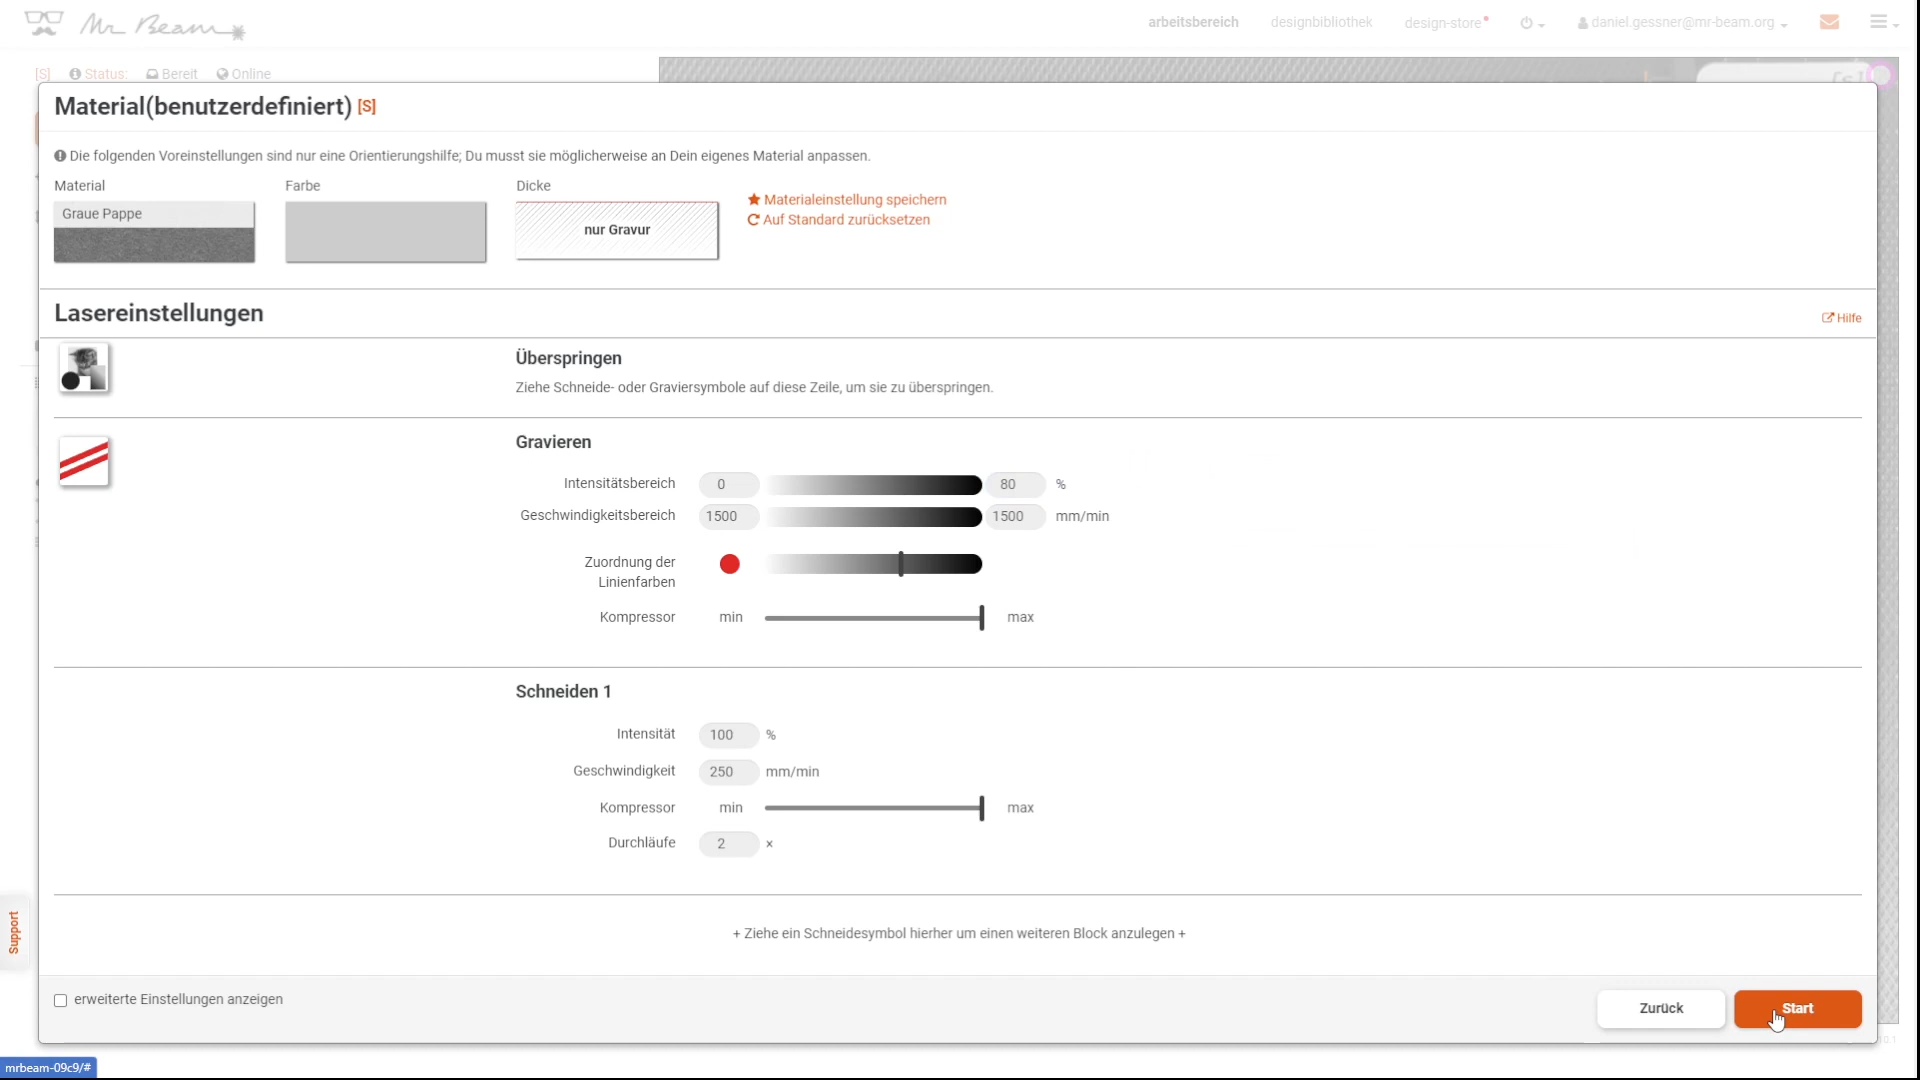 Mr Beam
arbeitsbereich
designbibliothek
design-store
daniel.gessner@mr-beam.org
[S]
Status:
Bereit
Online
[S]
Material(benutzerdefiniert) [S]
Die folgenden Voreinstellungen sind nur eine Orientierungshilfe; Du musst sie möglicherweise an Dein eigenes Material anpassen.
Material
Farbe
Dicke
Graue Pappe
nur Gravur
Materialeinstellung speichern
Auf Standard zurücksetzen
Lasereinstellungen
Hilfe
Überspringen
Ziehe Schneide- oder Graviersymbole auf diese Zeile, um sie zu überspringen.
Gravieren
Intensitätsbereich 0 80 %
Geschwindigkeitsbereich 1500 1500 mm/min
Zuordnung der
Linienfarben
Kompressor min max
Schneiden 1
Intensität 100 %
Geschwindigkeit 250 mm/min
Kompressor min max
Durchläufe 2 ×
+ Ziehe ein Schneidesymbol hierher um einen weiteren Block anzulegen +
Support
erweiterte Einstellungen anzeigen
Zurück
Start
mrbeam-09c9/#